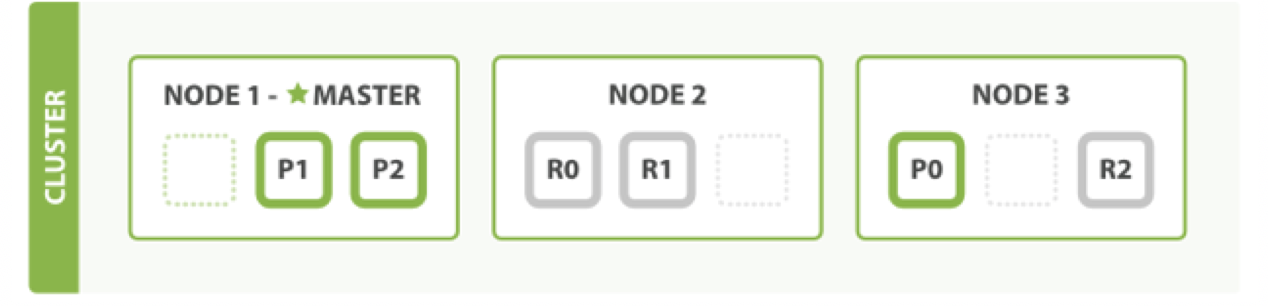 CLUSTER
NODE 1 - ★ MASTER
P1 P2
NODE 2
R0 R1
NODE 3
P0 R2